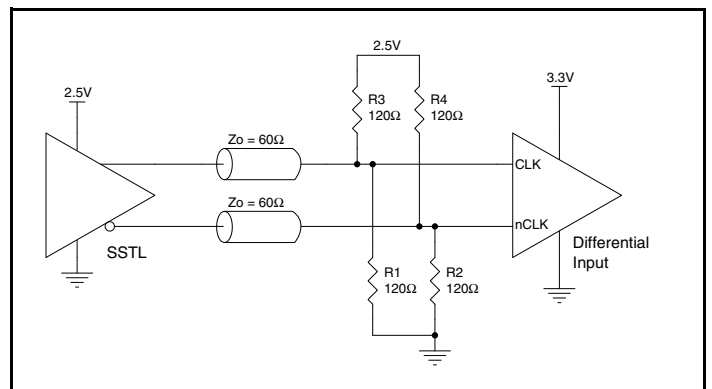 2.5V
2.5V
3.3V
R3
120Ω
R4
120Ω
Zo = 60Ω
CLK
Zo = 60Ω
nCLK
SSTL
Differential
Input
R1
120Ω
R2
120Ω